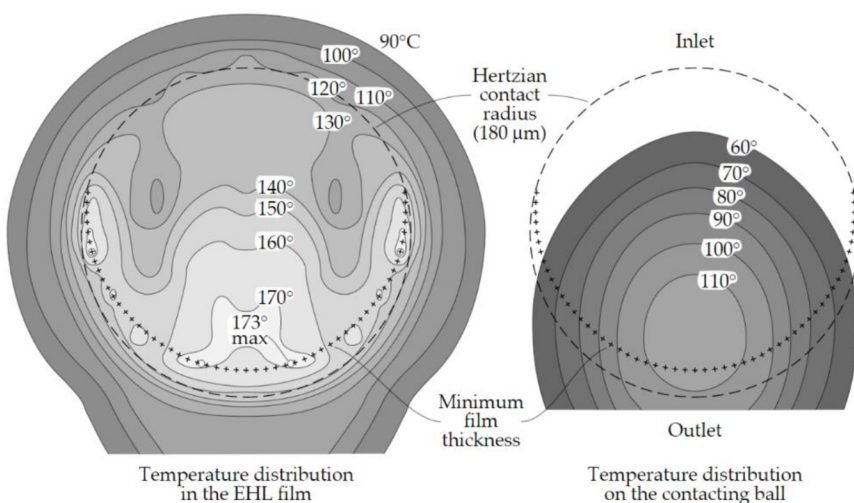 90°C
100°
120°
110°
130°
140°
150°
160°
170°
173°
max
Hertzian
contact
radius
(180 μm)
Minimum
film
thickness
Temperature distribution
in the EHL film
Inlet
60°
70°
80°
90°
100°
110°
Outlet
Temperature distribution
on the contacting ball